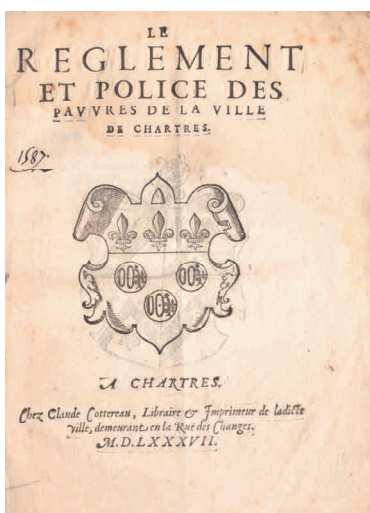 LE
REGLEMENT
ET POLICE DES
PAVVRES DE LA VILLE
DE CHARTRES.
1587.
A CHARTRES.
Chez Claude Cottereau, Libraire & Imprimeur de ladicte
ville, demeurant en la Rue des Changes.
M.D.LXXXVII.